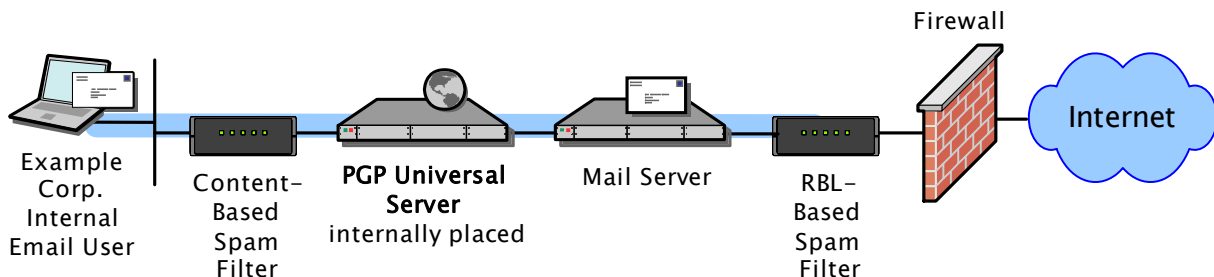 Example
Corp.
Internal
Email User
Content-
Based
Spam
Filter
PGP Universal
Server
internally placed
Mail Server
RBL-
Based
Spam
Filter
Firewall
Internet